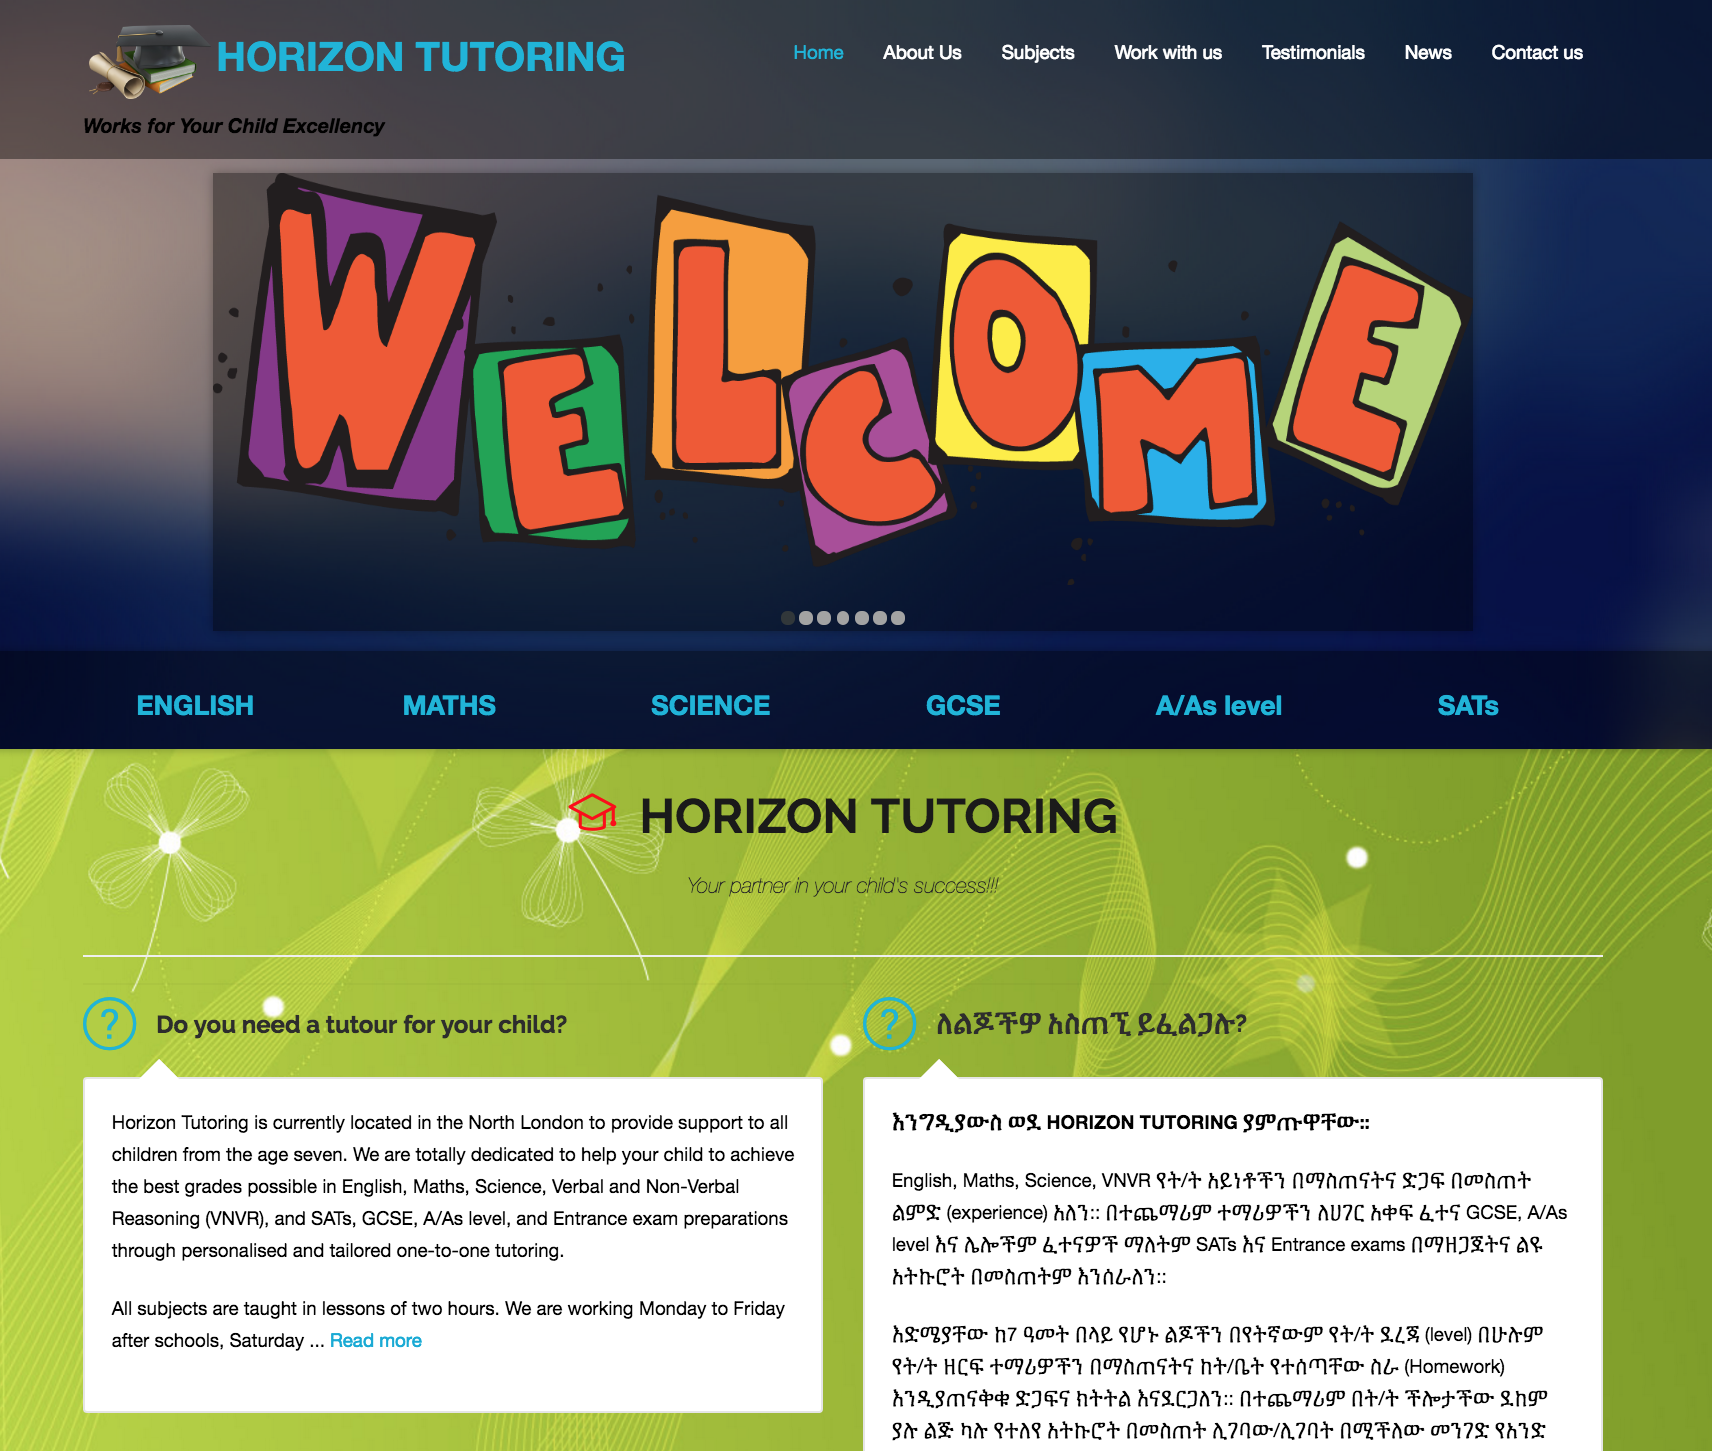 HORIZON TUTORING
Works for Your Child Excellency
Home About Us Subjects Work with us Testimonials News Contact us
WELCOME
ENGLISH MATHS SCIENCE GCSE A/As level SATs
HORIZON TUTORING
Your partner in your child's success!!!
Do you need a tutour for your child?
Horizon Tutoring is currently located in the North London to provide support to all
children from the age seven. We are totally dedicated to help your child to achieve
the best grades possible in English, Maths, Science, Verbal and Non-Verbal
Reasoning (VNVR), and SATs, GCSE, A/As level, and Entrance exam preparations
through personalised and tailored one-to-one tutoring.
All subjects are taught in lessons of two hours. We are working Monday to Friday
after schools, Saturday ... Read more
ለልጆችዎ አስጠኚ ይፈልጋሉ?
እንግዲያውስ ወደ HORIZON TUTORING ያምጡዋቸው።
English, Maths, Science, VNVR የት/ት አይነቶችን በማስጠናትና ድጋፍ በመስጠት
ልምድ (experience) አለን። በተጨማሪም ተማሪዎችን ለሀገር አቀፍ ፈተና GCSE, A/As
level እና ሌሎችም ፈተናዎች ማለትም SATs እና Entrance exams በማዘጋጀትና ልዩ
አትኩሮት በመስጠትም እንሰራለን።
እድሜያቸው ከ7 ዓመት በላይ የሆኑ ልጆችን በየትኛውም የት/ት ደረጃ (level) በሁሉም
የት/ት ዘርፍ ተማሪዎችን በማስጠናትና ከት/ቤት የተሰጣቸው ስራ (Homework)
እንዲያጠናቅቁ ድጋፍና ክትትል እናደርጋለን። በተጨማሪም በት/ት ችሎታችው ደከም
ያሉ ልጅ ካሉ የተለየ አትኩሮት በመስጠት ሊገባው/ሊገባት በሚችለው መንገድ የአንድ